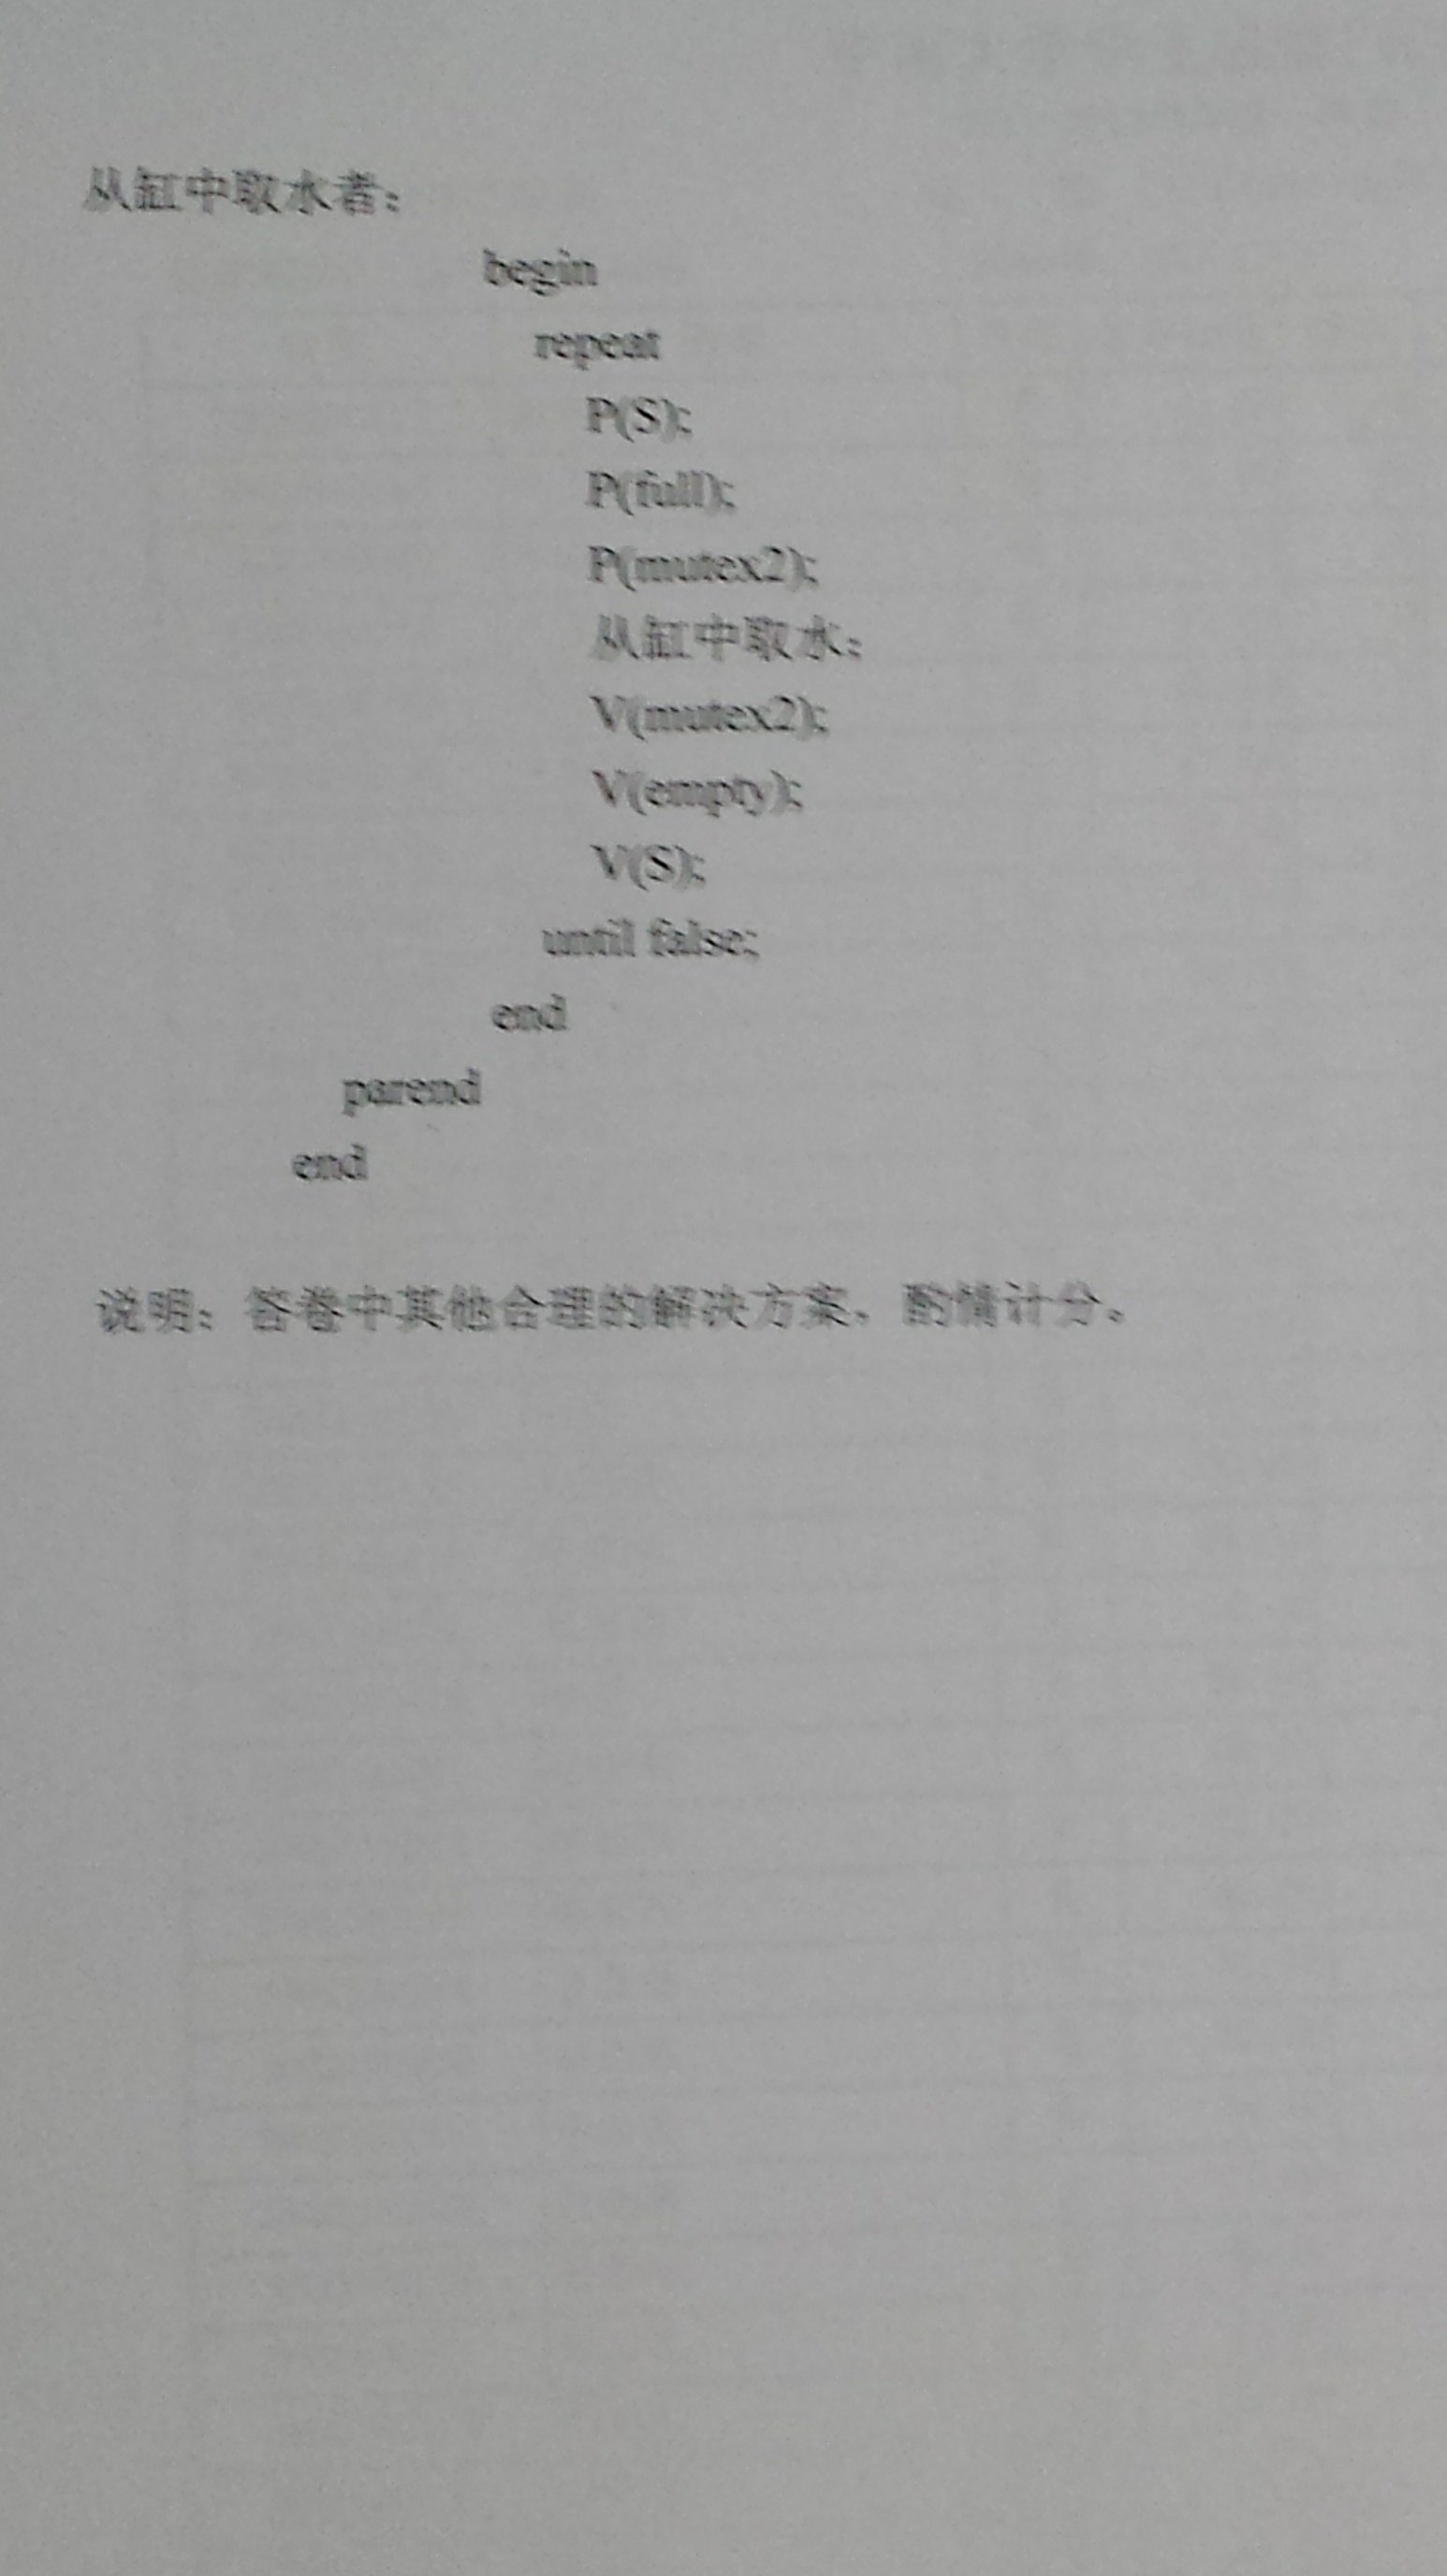 从缸中取水者:
begin
repeat
P(S);
P(full);
P(mutex2);
从缸中取水;
V(mutex2);
V(empty);
V(S);
until false;
end
parend
end
说明：答卷中其他合理的解决方案，酌情计分。